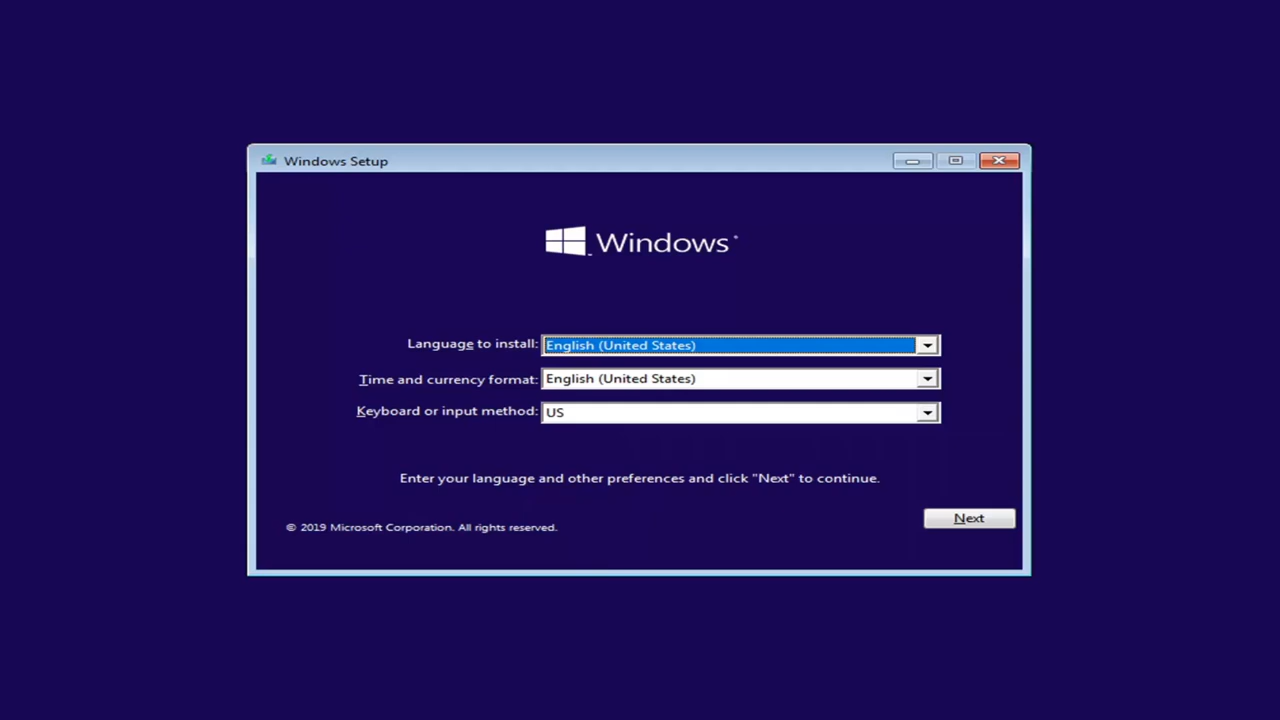 Windows Setup
Windows
Language to install: English (United States)
Time and currency format: English (United States)
Keyboard or input method: US
Enter your language and other preferences and click "Next" to continue.
© 2019 Microsoft Corporation. All rights reserved.
Next